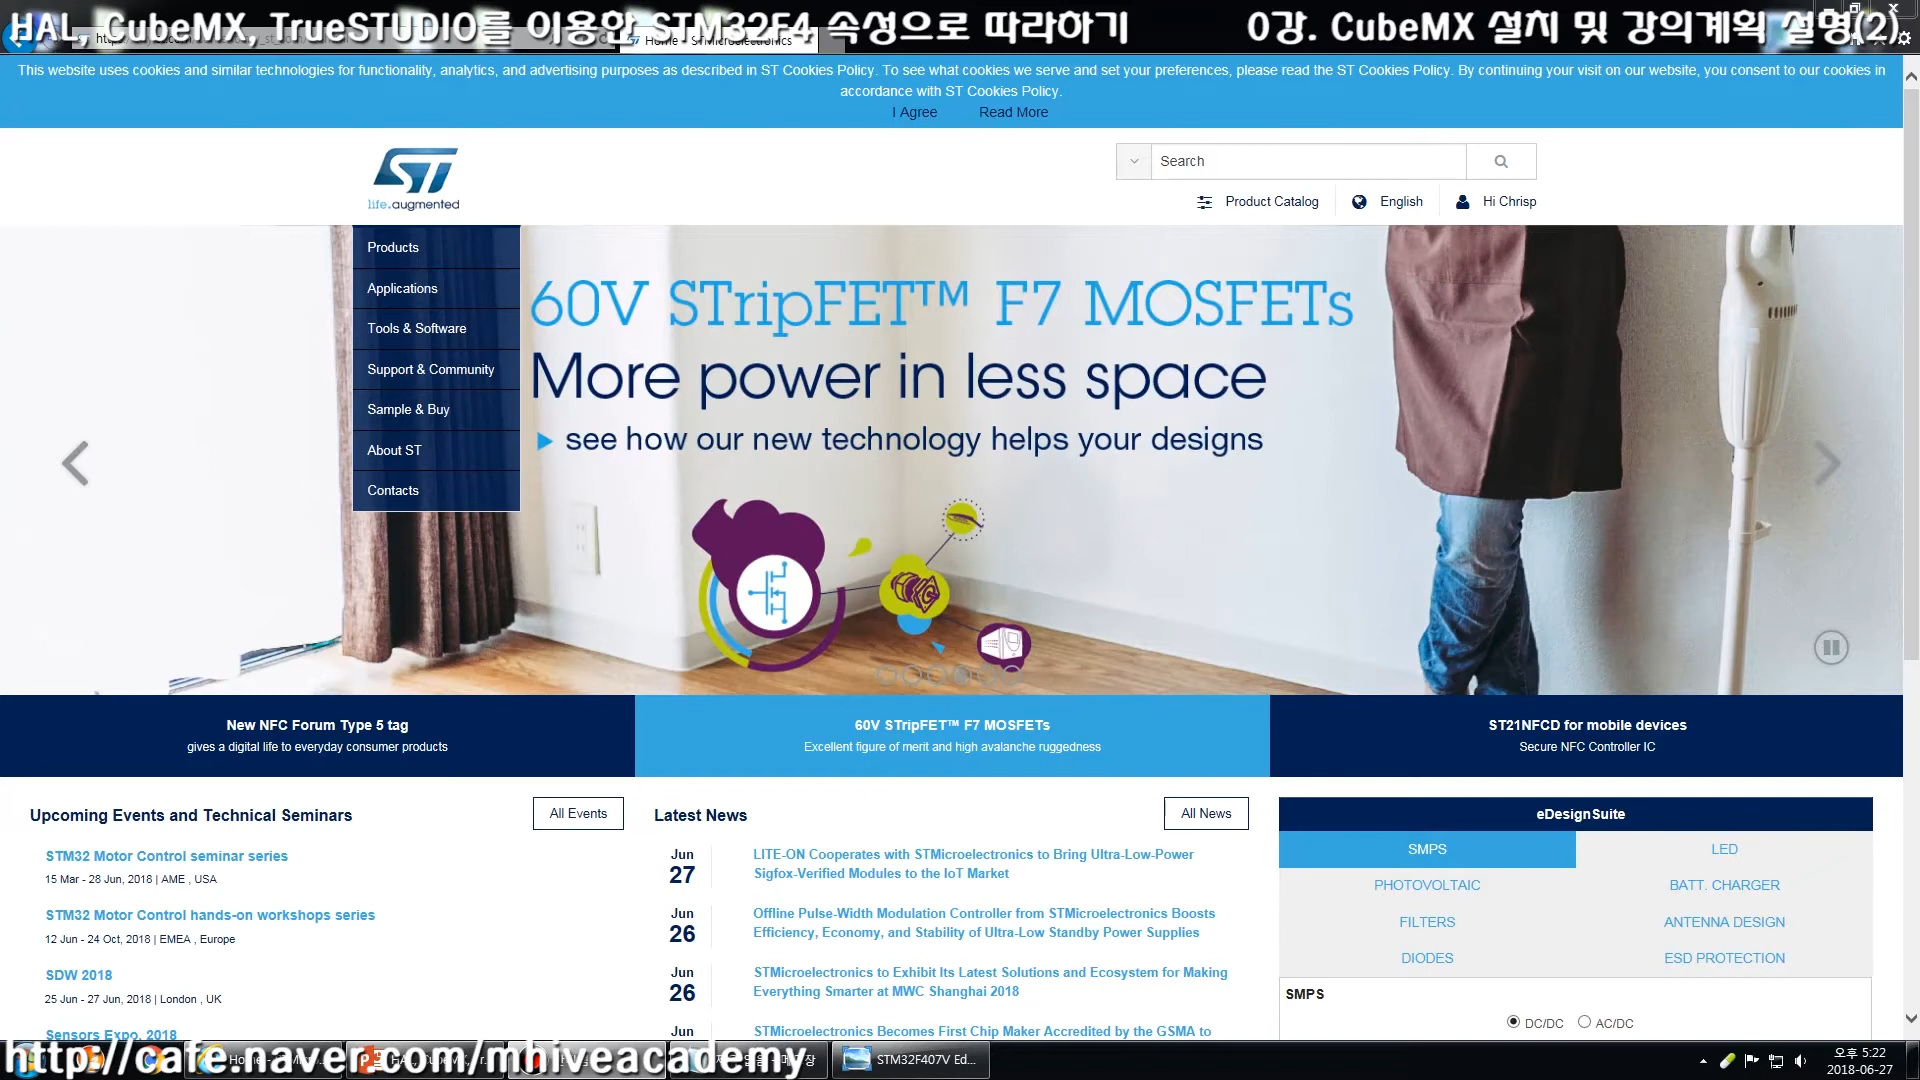 HAL, CubeMX, TrueSTUDIO를 이용한 STM32F4 속성으로 따라하기
0강. CubeMX 설치 및 강의계획 설명(2)
Home - STMicroelectronics
This website uses cookies and similar technologies for functionality, analytics, and advertising purposes as described in ST Cookies Policy. To see what cookies we serve and set your preferences, please read the ST Cookies Policy. By continuing your visit on our website, you consent to our cookies in
accordance with ST Cookies Policy.
I Agree Read More
ST
life.augmented
Search
Product Catalog English Hi Chrisp
Products
Applications
Tools & Software
Support & Community
Sample & Buy
About ST
Contacts
60V STripFET™ F7 MOSFETs
More power in less space
see how our new technology helps your designs
New NFC Forum Type 5 tag
gives a digital life to everyday consumer products
60V STripFET™ F7 MOSFETs
Excellent figure of merit and high avalanche ruggedness
ST21NFCD for mobile devices
Secure NFC Controller IC
Upcoming Events and Technical Seminars
All Events
STM32 Motor Control seminar series
15 Mar - 28 Jun, 2018 | AME , USA
STM32 Motor Control hands-on workshops series
12 Jun - 24 Oct, 2018 | EMEA , Europe
SDW 2018
25 Jun - 27 Jun, 2018 | London , UK
Sensors Expo, 2018
Latest News
All News
Jun
27
LITE-ON Cooperates with STMicroelectronics to Bring Ultra-Low-Power
Sigfox-Verified Modules to the IoT Market
Jun
26
Offline Pulse-Width Modulation Controller from STMicroelectronics Boosts
Efficiency, Economy, and Stability of Ultra-Low Standby Power Supplies
Jun
26
STMicroelectronics to Exhibit Its Latest Solutions and Ecosystem for Making
Everything Smarter at MWC Shanghai 2018
Jun
STMicroelectronics Becomes First Chip Maker Accredited by the GSMA to
eDesignSuite
SMPS LED
PHOTOVOLTAIC BATT. CHARGER
FILTERS ANTENNA DESIGN
DIODES ESD PROTECTION
SMPS
DC/DC AC/DC
http://cafe.naver.com/mhiveacademy
STM32F407V Ed...
오후 5:22
2018-06-27